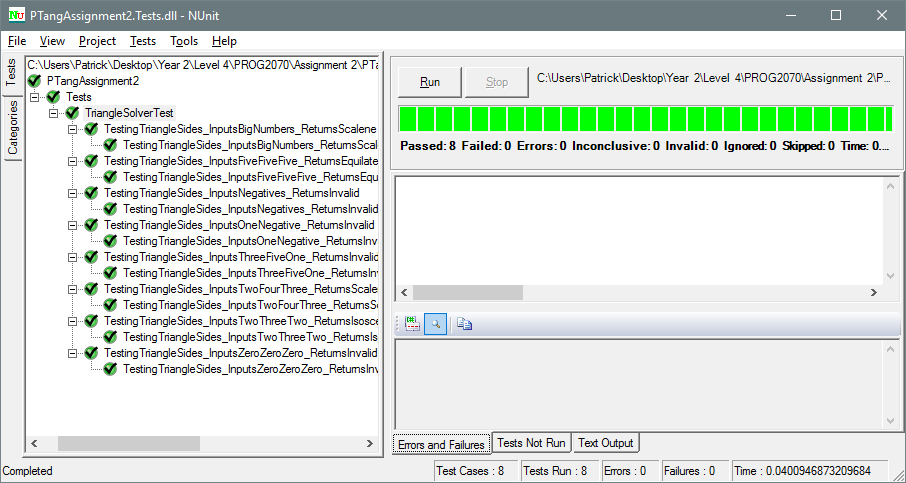 PTangAssignment2.Tests.dll - NUnit
File View Project Tests Tools Help
Tests
Categories
C:\Users\Patrick\Desktop\Year 2\Level 4\PROG2070\Assignment 2\PTa
PTangAssignment2
Tests
TriangleSolverTest
TestingTriangleSides_InputsBigNumbers_ReturnsScalene
TestingTriangleSides_InputsBigNumbers_ReturnsScale
TestingTriangleSides_InputsFiveFiveFive_ReturnsEquilate
TestingTriangleSides_InputsFiveFiveFive_ReturnsEqu
TestingTriangleSides_InputsNegatives_ReturnsInvalid
TestingTriangleSides_InputsNegatives_ReturnsInvalid
TestingTriangleSides_InputsOneNegative_ReturnsInvalid
TestingTriangleSides_InputsOneNegative_ReturnsInv
TestingTriangleSides_InputsThreeFiveOne_ReturnsInvalid
TestingTriangleSides_InputsThreeFiveOne_ReturnsInv
TestingTriangleSides_InputsTwoFourThree_ReturnsScaler
TestingTriangleSides_InputsTwoFourThree_ReturnsSc
TestingTriangleSides_InputsTwoThreeTwo_ReturnsIsosce
TestingTriangleSides_InputsTwoThreeTwo_ReturnsIs
TestingTriangleSides_InputsZeroZeroZero_ReturnsInvalid
TestingTriangleSides_InputsZeroZeroZero_ReturnsInv
Run Stop C:\Users\Patrick\Desktop\Year 2\Level 4\PROG2070\Assignment 2\P...
Passed: 8 Failed: 0 Errors: 0 Inconclusive: 0 Invalid: 0 Ignored: 0 Skipped: 0 Time: 0....
Errors and Failures Tests Not Run Text Output
Completed Test Cases : 8 Tests Run : 8 Errors : 0 Failures : 0 Time : 0.0400946873209684